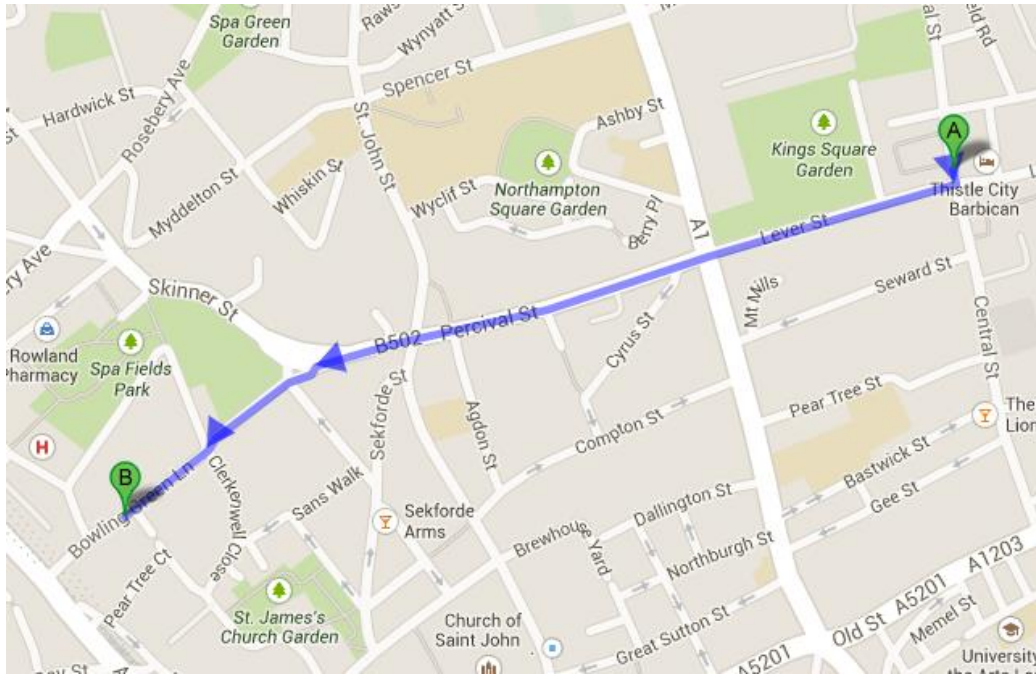 Spa Green
Garden
Wynyatt St
Spencer St
Hardwick St
Rosebery Ave
St. John St
Ashby St
A
Kings Square
Garden
Whiskin St
Myddelton St
Northampton
Square Garden
Wyclif St
Berry Pl
A1
Thistle City
Barbican
Lever St
Skinner St
Mt Mills
Seward St
Central St
Rowland
Pharmacy
Spa Fields
Park
B502
Percival St
Cyrus St
Sekforde St
Agdon St
Pear Tree St
Compton St
The
Lion
H
B
Bowling Green Ln
Clerkenwell Close
Sans Walk
Sekforde
Arms
Bastwick St
Gee St
Dallington St
Brewhouse Yard
Northburgh St
Pear Tree Ct
St. James's
Church Garden
Church of
Saint John
Great Sutton St
Old St
A5201
A1203
A5201
Memel St
University